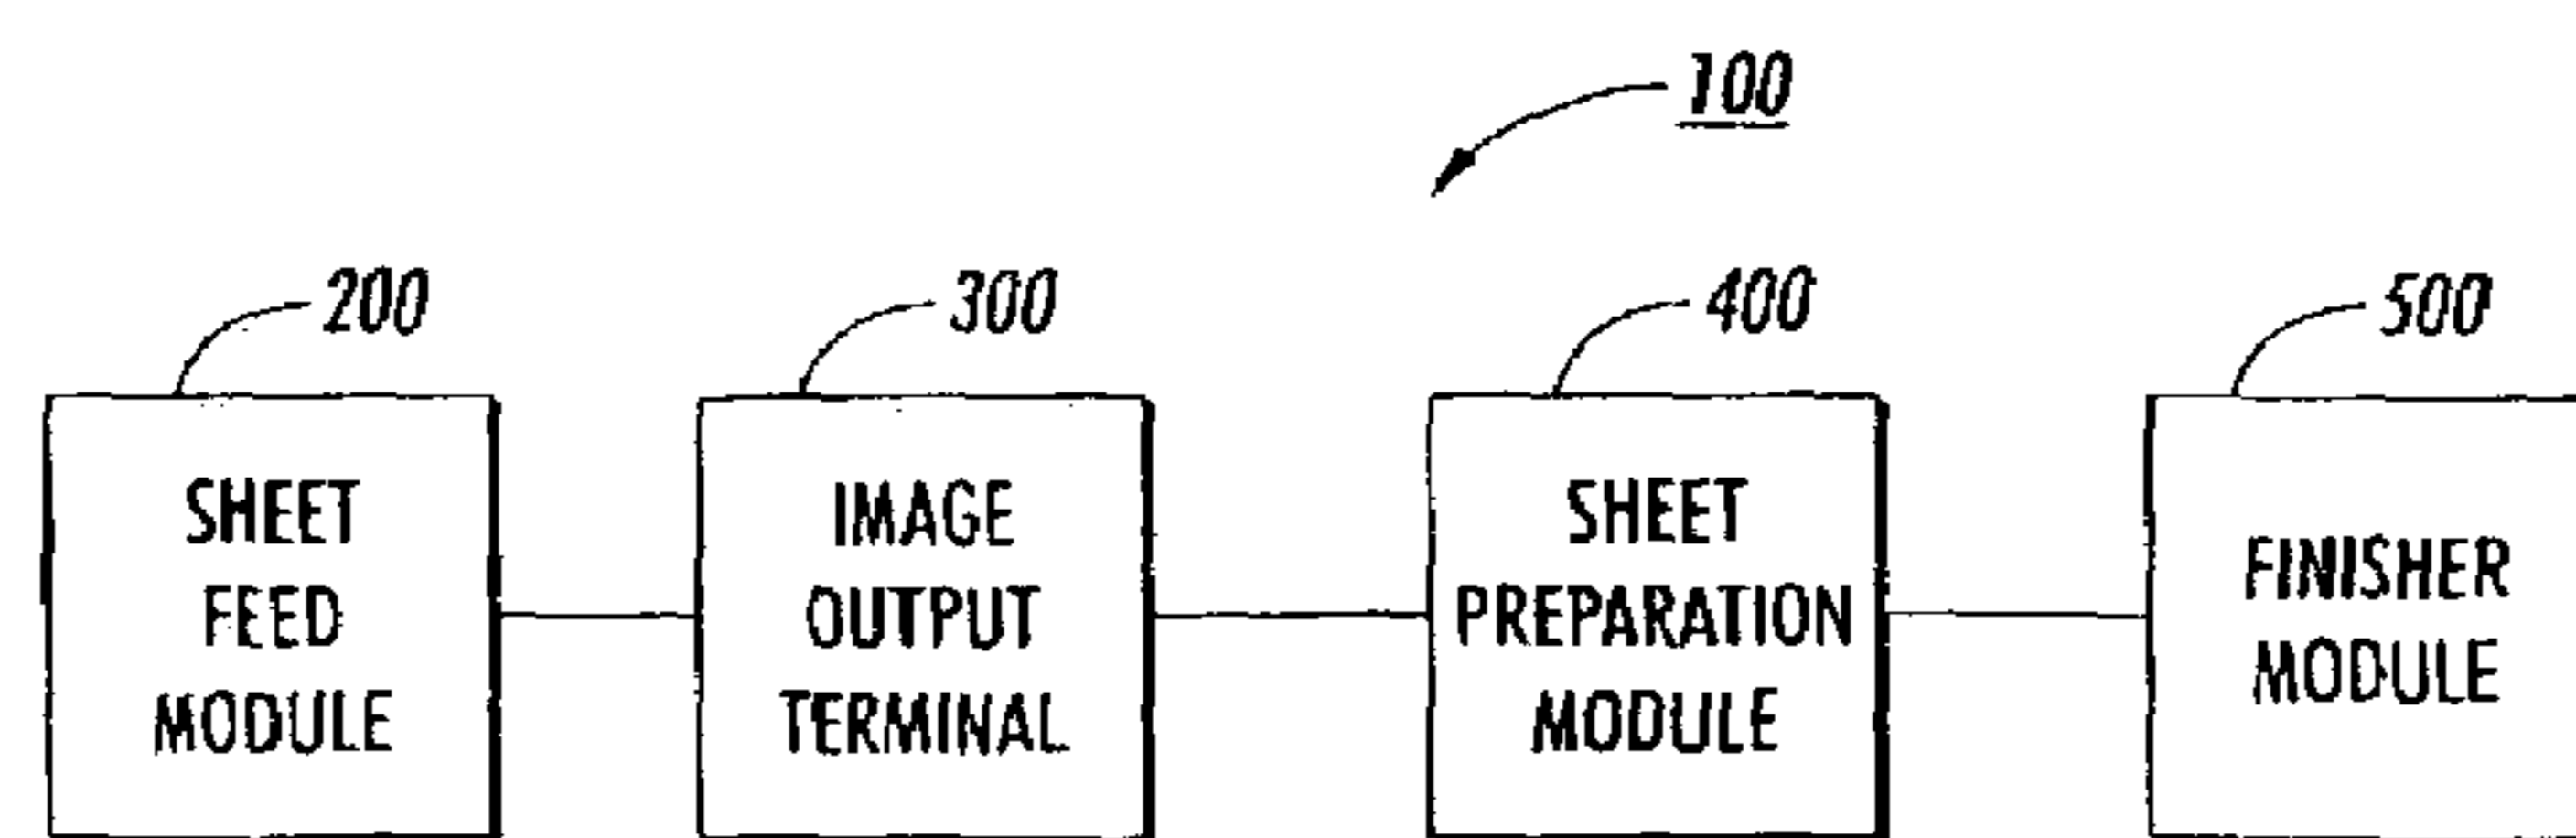 100
200
300
400
500
SHEET
FEED
MODULE
IMAGE
OUTPUT
TERMINAL
SHEET
PREPARATION
MODULE
FINISHER
MODULE